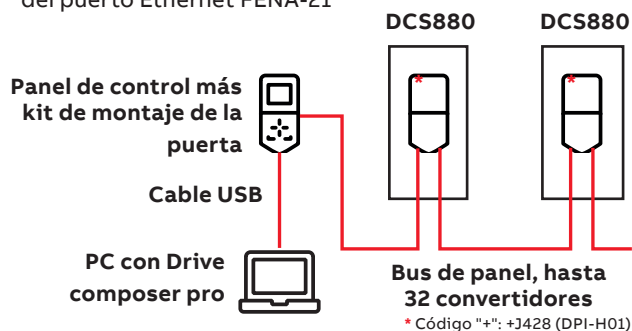 del puerto Ethernet FENA-21
DCS880
DCS880
Panel de control más
kit de montaje de la
puerta
*
*
Cable USB
PC con Drive
composer pro
Bus de panel, hasta
32 convertidores
* Código "+": +J428 (DPI-H01)